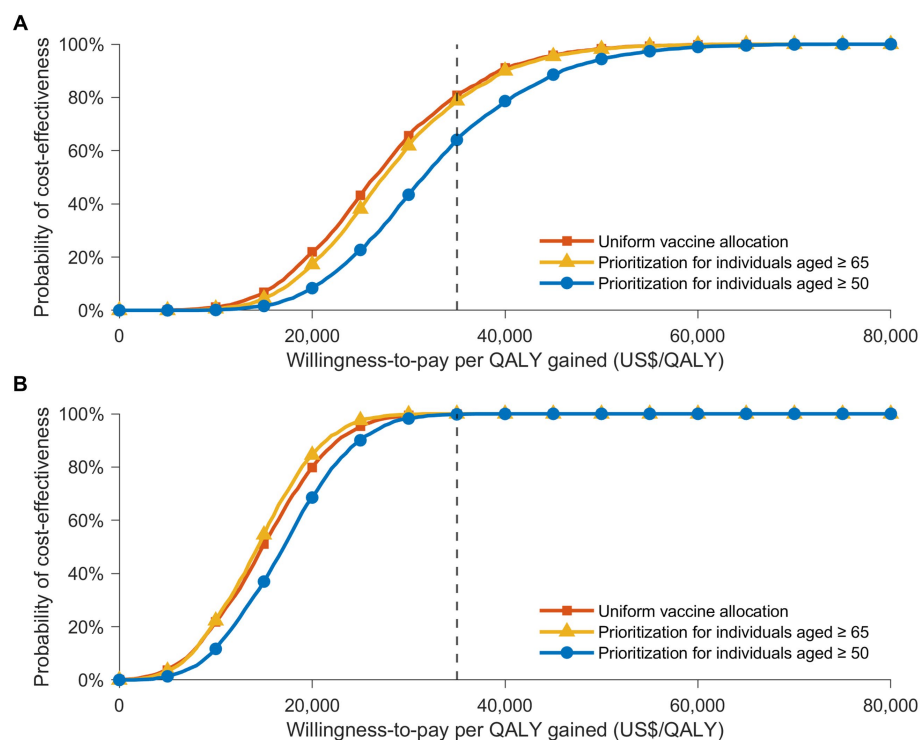 A
Probability of cost-effectiveness
100%
80%
60%
40%
20%
0%
Uniform vaccine allocation
Prioritization for individuals aged ≥ 65
Prioritization for individuals aged ≥ 50
0 20,000 40,000 60,000 80,000
Willingness-to-pay per QALY gained (US$/QALY)
B
Probability of cost-effectiveness
100%
80%
60%
40%
20%
0%
Uniform vaccine allocation
Prioritization for individuals aged ≥ 65
Prioritization for individuals aged ≥ 50
0 20,000 40,000 60,000 80,000
Willingness-to-pay per QALY gained (US$/QALY)